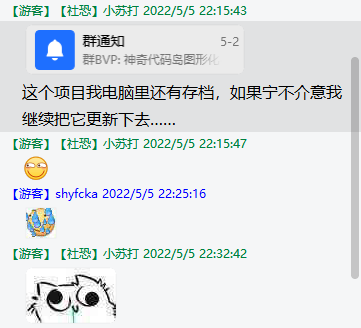 【游客】【社恐】小苏打 2022/5/5 22:15:43
群通知 5-2
群BVP: 神奇代码岛图形化
这个项目我电脑里还有存档，如果宁不介意我
继续把它更新下去......
【游客】【社恐】小苏打 2022/5/5 22:15:47
【游客】shyfcka 2022/5/5 22:25:16
【游客】【社恐】小苏打 2022/5/5 22:32:42